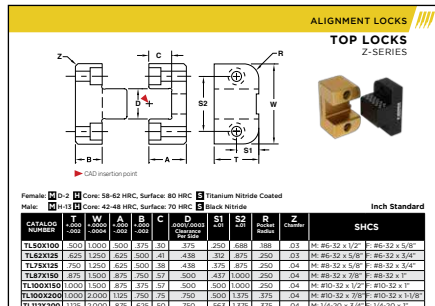 ALIGNMENT LOCKS
TOP LOCKS
Z-SERIES
Z
C
R
D
S2
W
B
A
T
S1
CAD insertion point
Female: M D-2 H Core: 58-62 HRC, Surface: 80 HRC S Titanium Nitride Coated
Male: M H-13 H Core: 42-48 HRC, Surface: 70 HRC S Black Nitride
Inch Standard
CATALOG NUMBER T +.000 -.002 W +.0000 -.0004 A +.000 -.002 B +.000 -.002 C D .0001/.0003 Clearance Per Side S1 ±.01 S2 ±.01 R Pocket Radius Z Chamfer SHCS
TL50X100 .500 1.000 .500 .375 .30 .375 .250 .688 .188 .03 M: #6-32 x 1/2" F: #6-32 x 5/8"
TL62X125 .625 1.250 .625 .500 .41 .438 .312 .875 .250 .03 M: #6-32 x 5/8" F: #6-32 x 3/4"
TL75X125 .750 1.250 .625 .500 .38 .438 .375 .875 .250 .04 M: #8-32 x 5/8" F: #8-32 x 3/4"
TL87X150 .875 1.500 .875 .750 .57 .500 .437 1.000 .250 .04 M: #8-32 x 7/8" F: #8-32 x 1"
TL100X150 1.000 1.500 .875 .750 .57 .500 .500 1.000 .250 .04 M: #10-32 x 1/2" F: #10-32 x 1"
TL100X200 1.000 2.000 1.125 .750 .75 .750 .500 1.375 .375 .04 M: #10-32 x 7/8" F: #10-32 x 1-1/8"